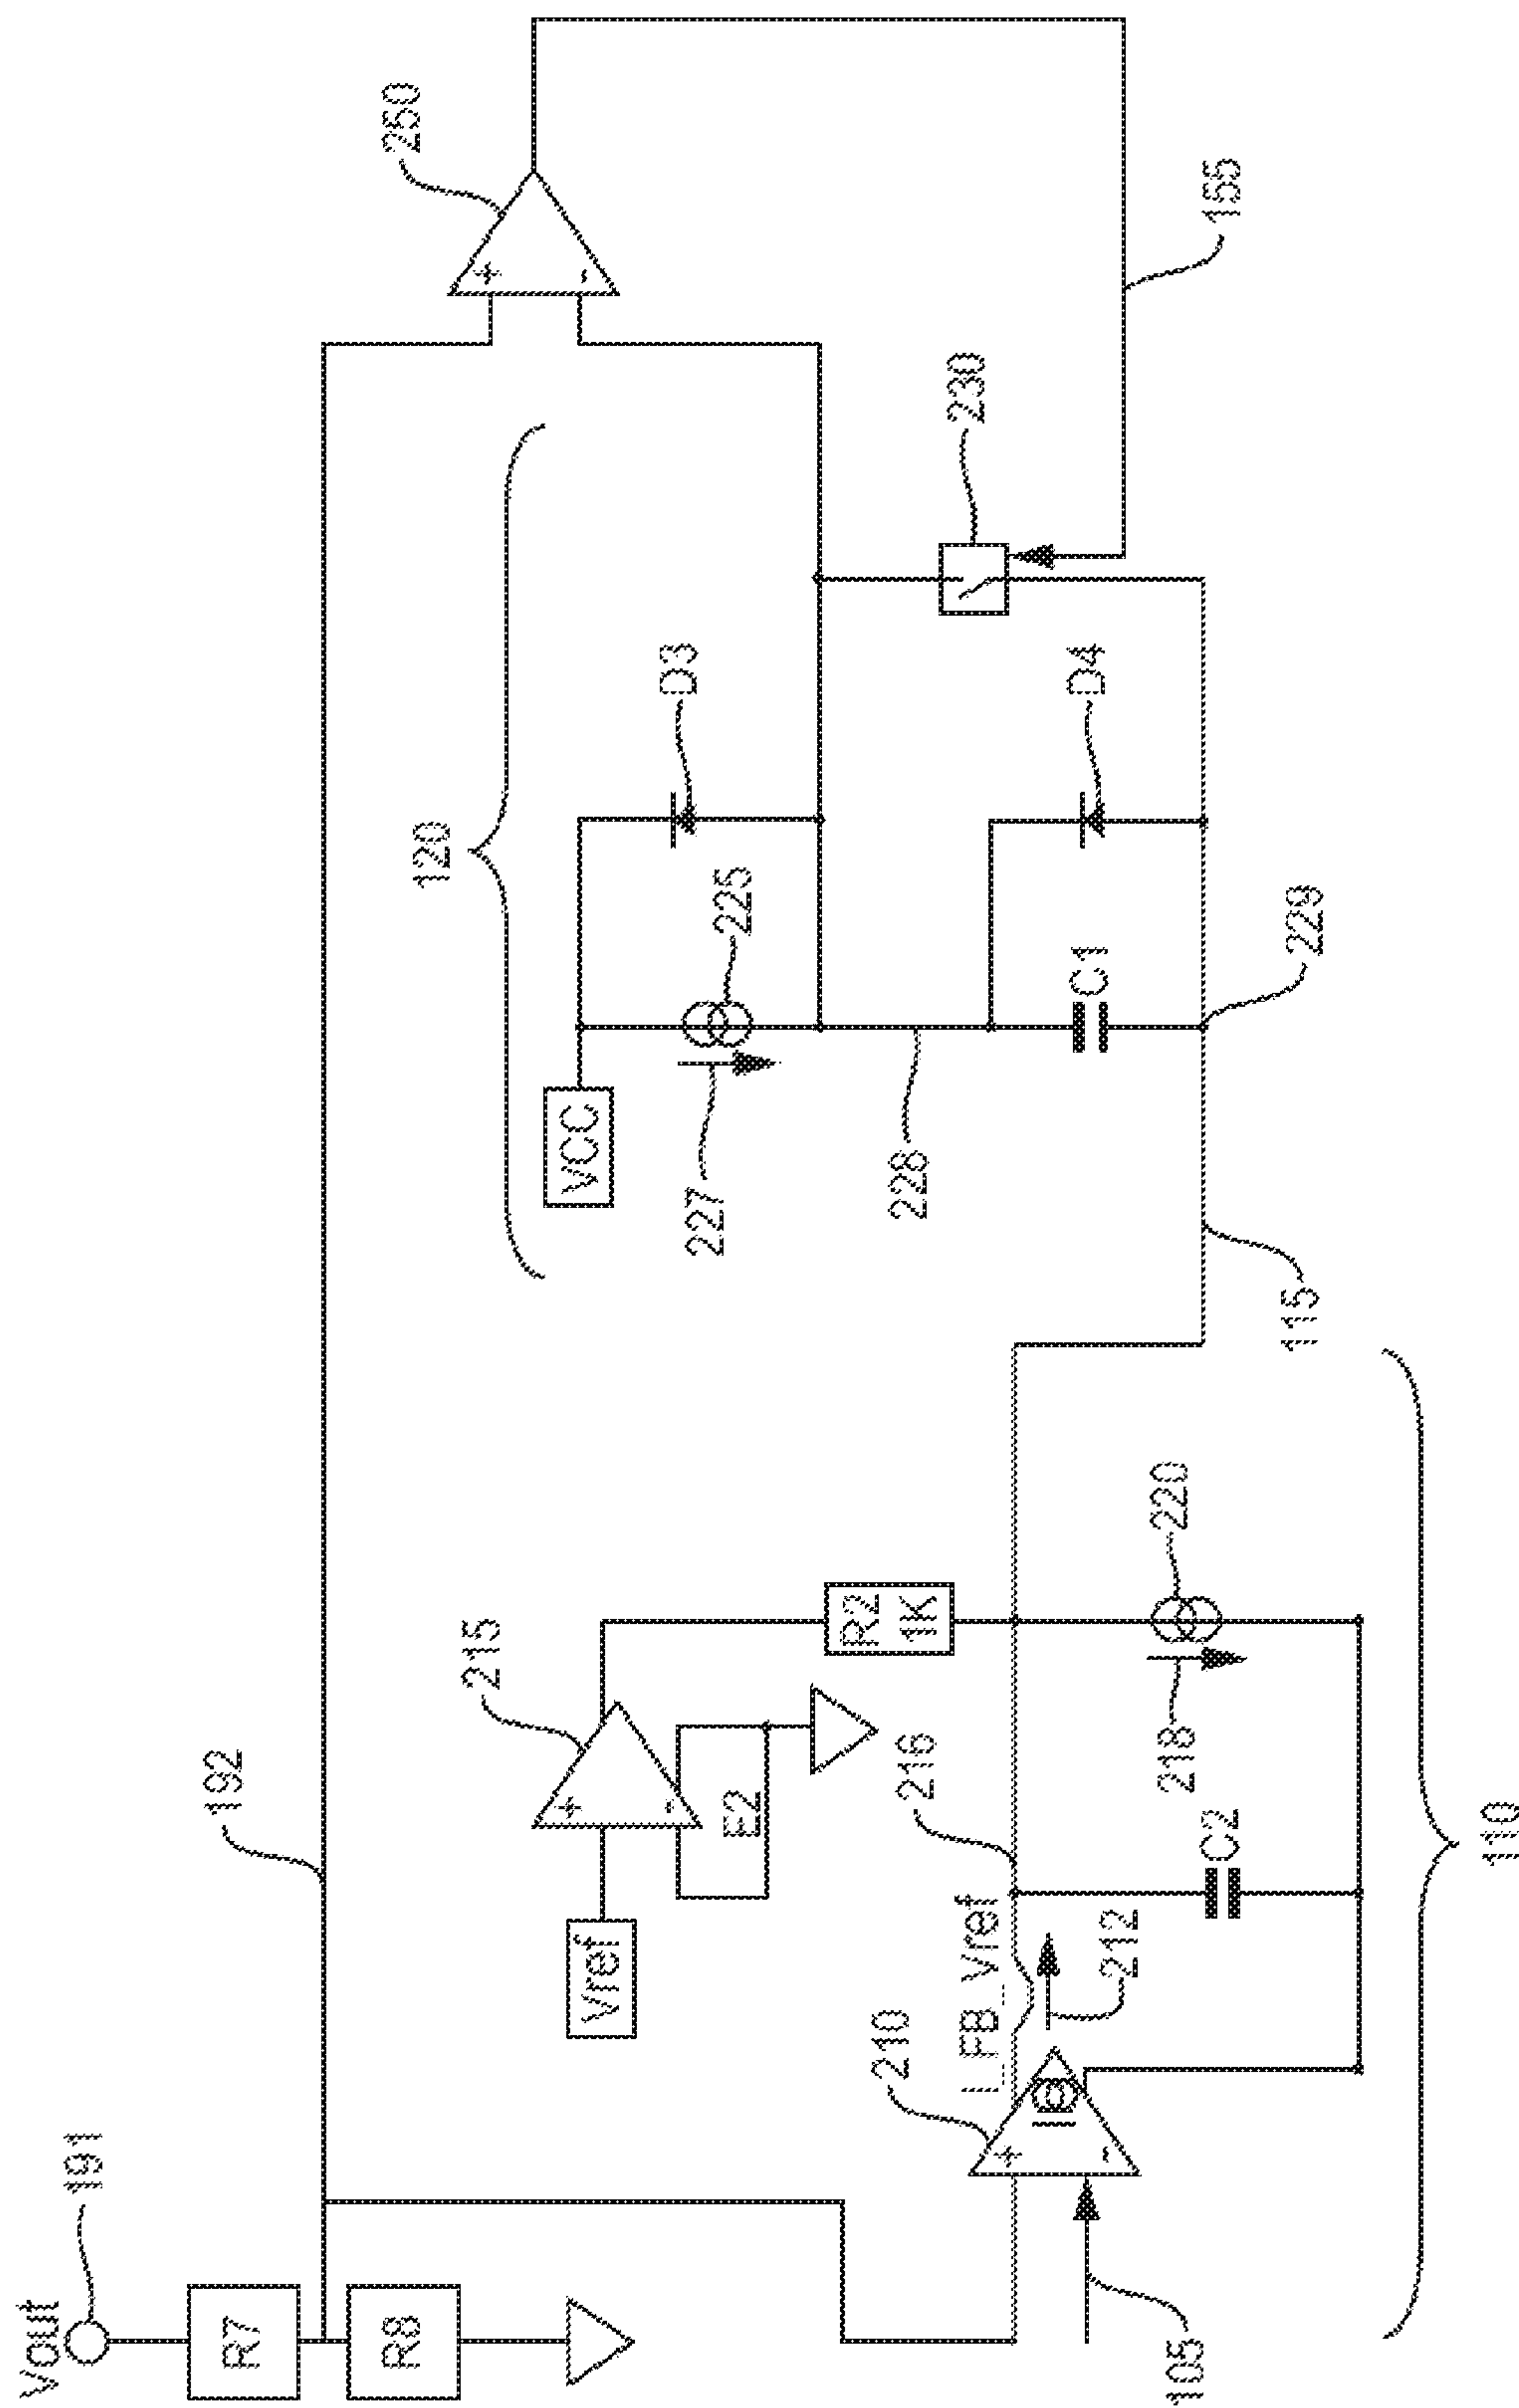 Vout
191
R7
R8
192
105
210
+
-
I_FB_Vref
212
216
C2
218
220
110
Vref
215
+
-
E2
R2
1K
115
120
VCC
227
225
228
C1
229
D3
D4
230
250
+
-
155